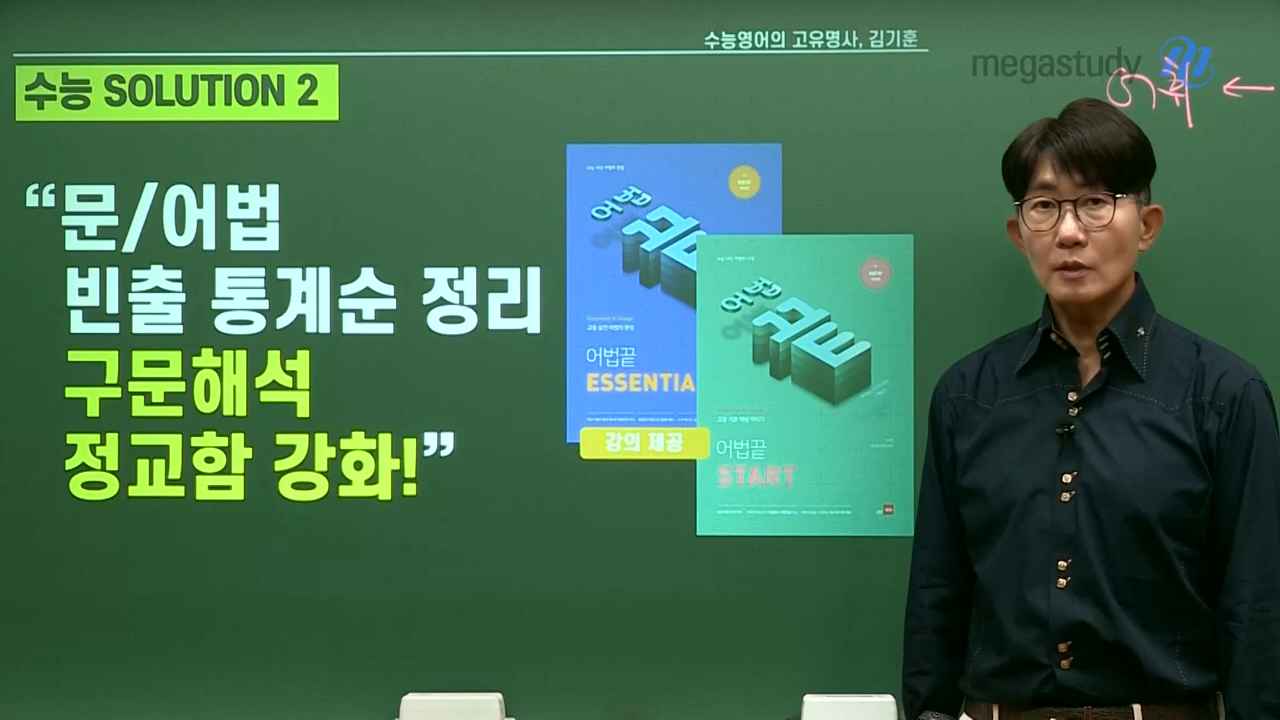 수능영어의 고유명사, 김기훈
megastudy
어휘 ←
수능 SOLUTION 2
“문/어법
빈출 통계순 정리
구문해석
정교함 강화!”
어법
끝
어법끝
ESSENTIA
강의 제공
어법
끝
어법끝
START